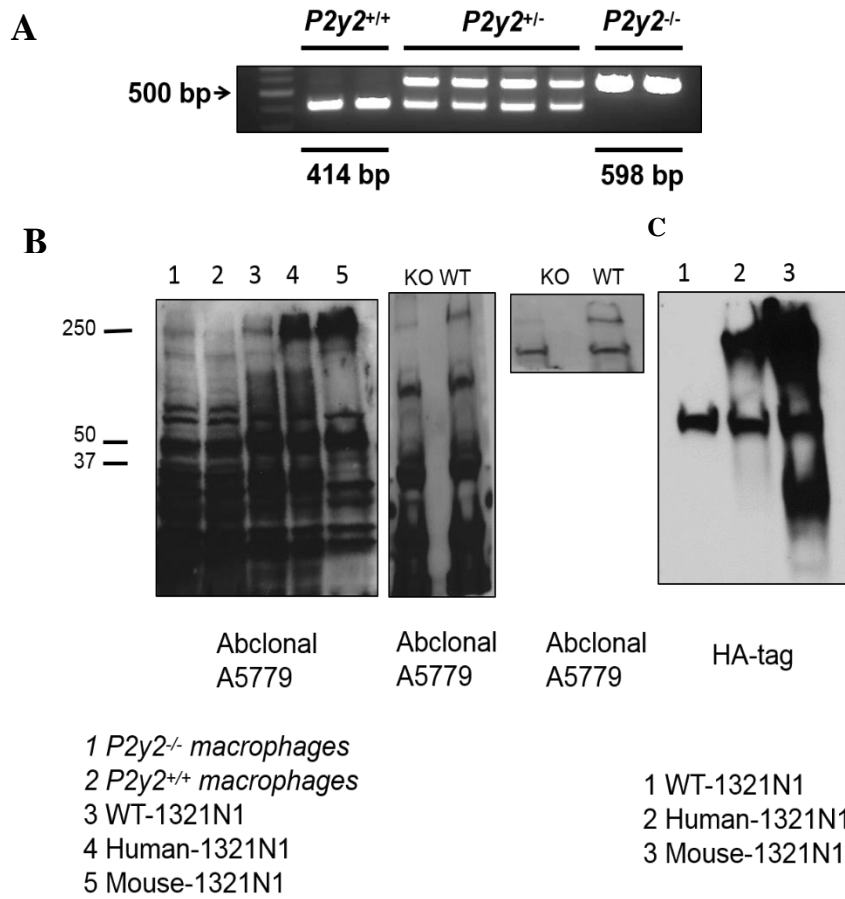 A
P2y2+/+ P2y2+/- P2y2-/-
500 bp
414 bp 598 bp
B
C
1 2 3 4 5
KO WT
KO WT
1 2 3
250
50
37
Abclonal
A5779
Abclonal
A5779
Abclonal
A5779
HA-tag
1 P2y2-/- macrophages
2 P2y2+/+ macrophages
3 WT-1321N1
4 Human-1321N1
5 Mouse-1321N1
1 WT-1321N1
2 Human-1321N1
3 Mouse-1321N1